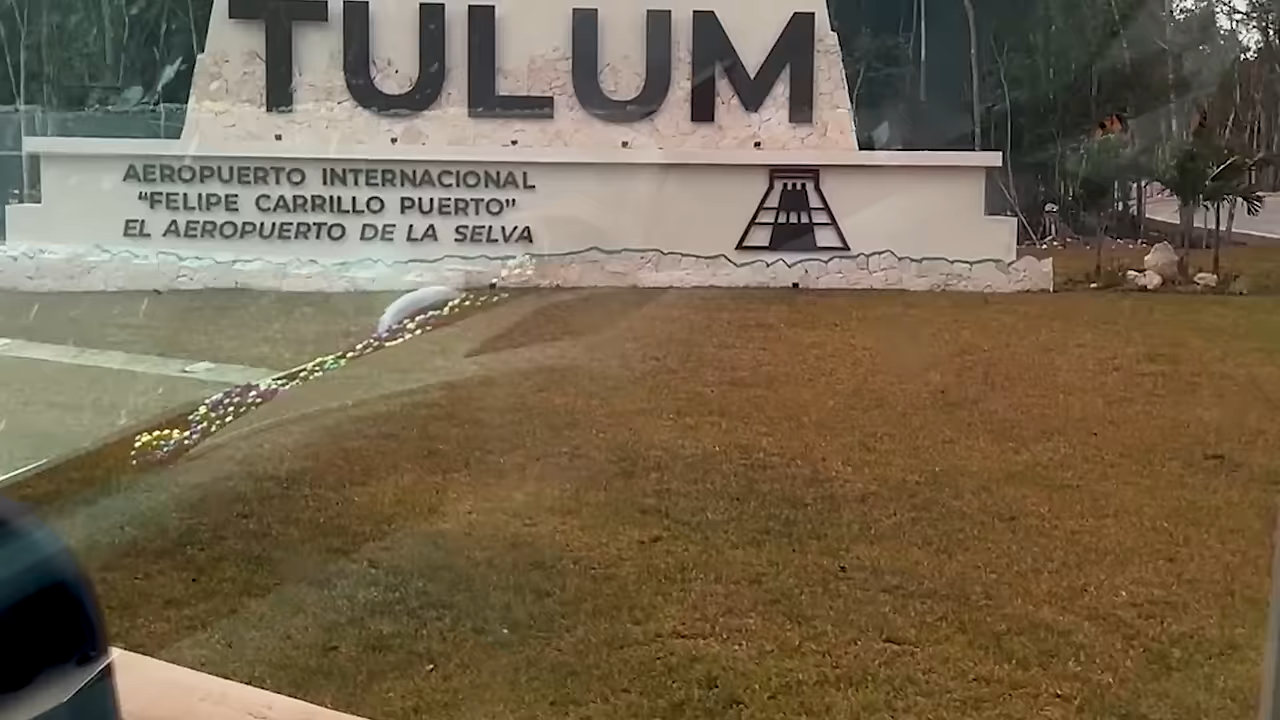 TULUM
AEROPUERTO INTERNACIONAL
“FELIPE CARRILLO PUERTO”
EL AEROPUERTO DE LA SELVA